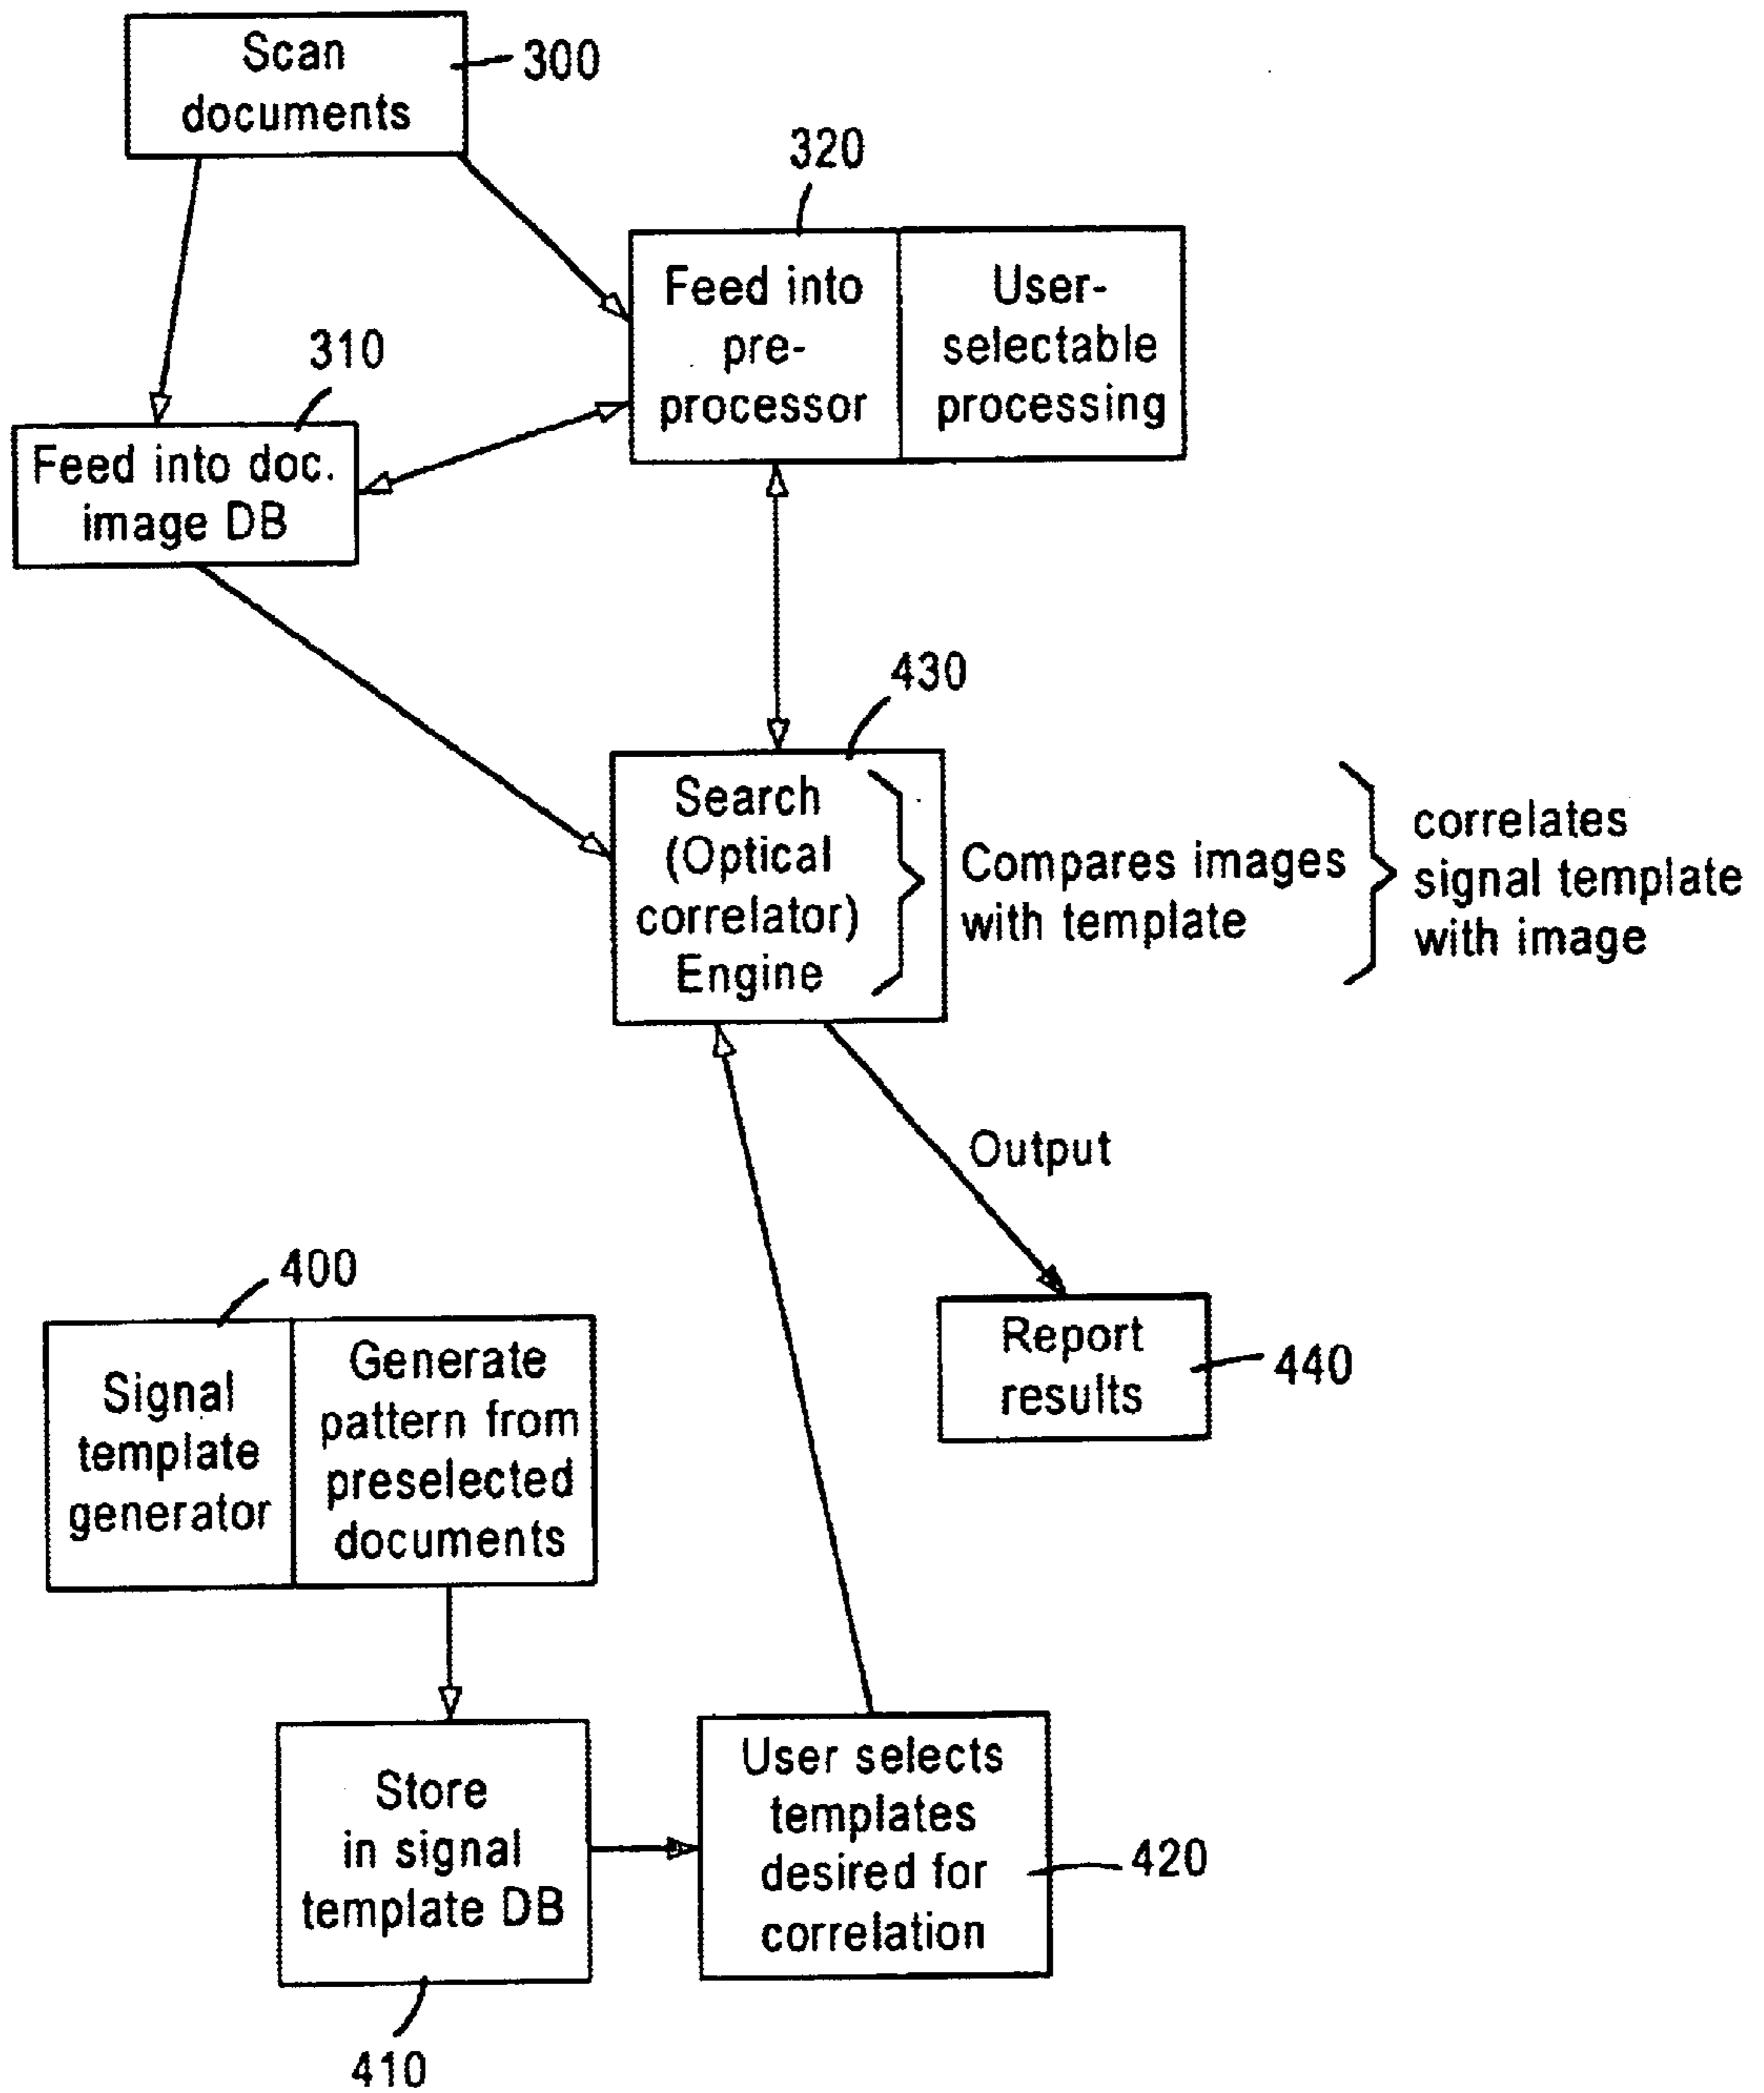 Scan
documents
300
320
Feed into
pre-
processor
User-
selectable
processing
310
Feed into doc.
image DB
430
Search
(Optical
correlator)
Engine
Compares images
with template
correlates
signal template
with image
Output
400
Signal
template
generator
Generate
pattern from
preselected
documents
Report
results
440
Store
in signal
template DB
410
User selects
templates
desired for
correlation
420